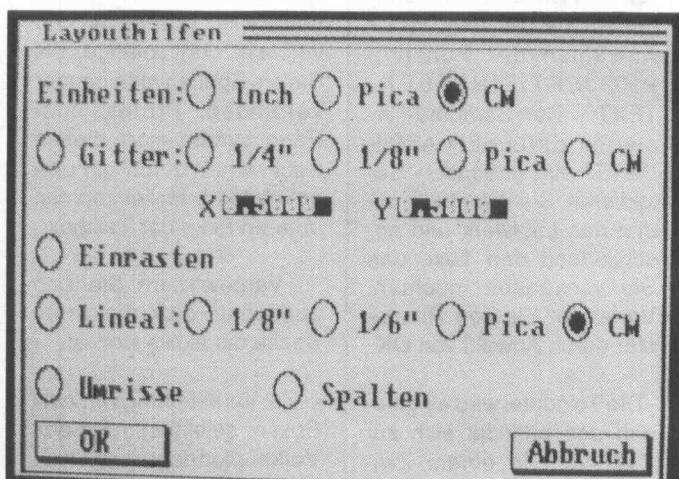 Layouthilfen
Einheiten: Inch Pica CM
Gitter: 1/4" 1/8" Pica CM
X Y
Einrasten
Lineal: 1/8" 1/6" Pica CM
Umrisse Spalten
OK Abbruch